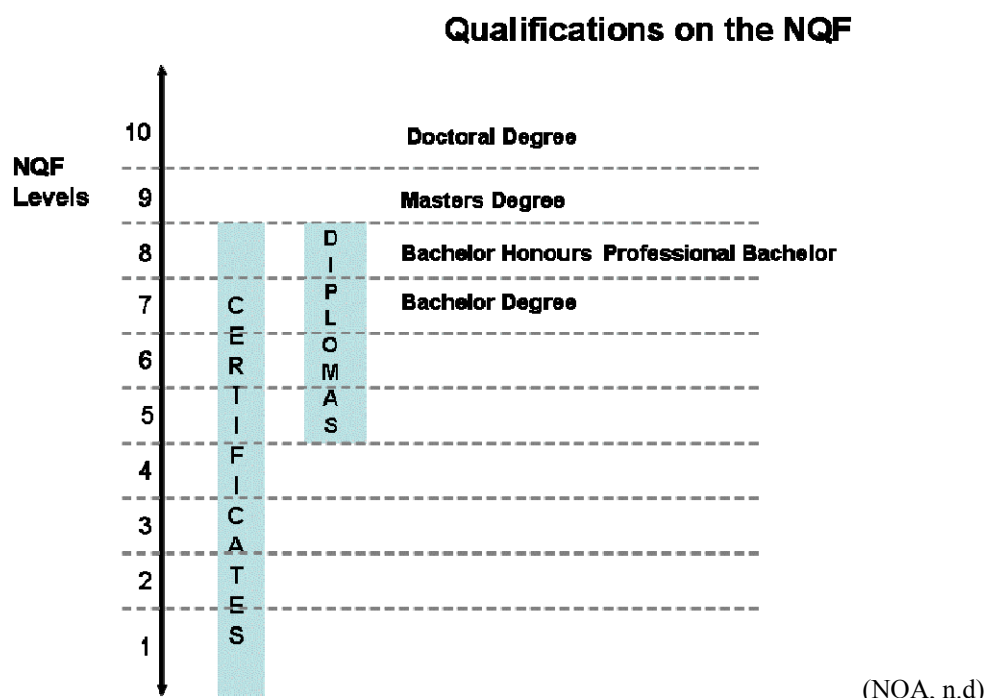 Qualifications on the NQF
10 Doctoral Degree
NQF
Levels
9 Masters Degree
8 Bachelor Honours Professional Bachelor
7 Bachelor Degree
6
5
4
3
2
1
CERTIFICATES
DIPLOMAS
(NQA, n.d)